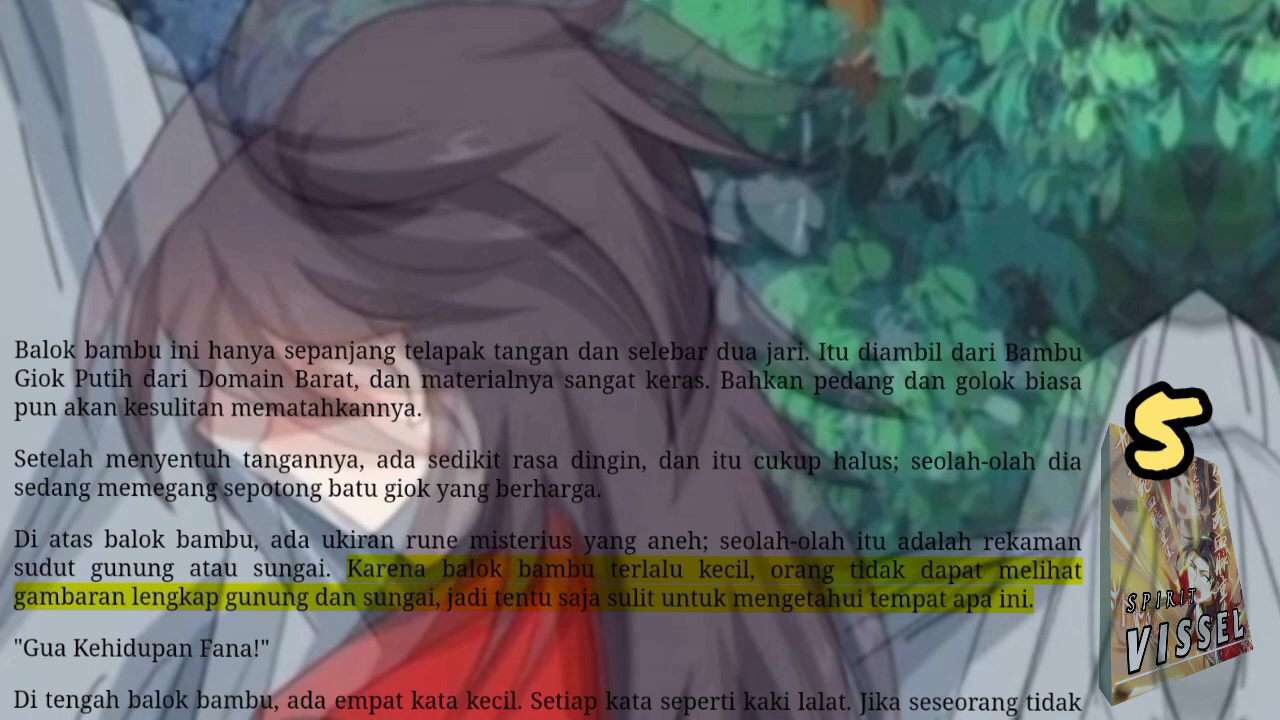 Balok bambu ini hanya sepanjang telapak tangan dan selebar dua jari. Itu diambil dari Bambu
Giok Putih dari Domain Barat, dan materialnya sangat keras. Bahkan pedang dan golok biasa
pun akan kesulitan mematahkannya.
Setelah menyentuh tangannya, ada sedikit rasa dingin, dan itu cukup halus; seolah-olah dia
sedang memegang sepotong batu giok yang berharga.
Di atas balok bambu, ada ukiran rune misterius yang aneh; seolah-olah itu adalah rekaman
sudut gunung atau sungai. Karena balok bambu terlalu kecil, orang tidak dapat melihat
gambaran lengkap gunung dan sungai, jadi tentu saja sulit untuk mengetahui tempat apa ini.
"Gua Kehidupan Fana!"
Di tengah balok bambu, ada empat kata kecil. Setiap kata seperti kaki lalat. Jika seseorang tidak
S
SPIRIT
VISSEL